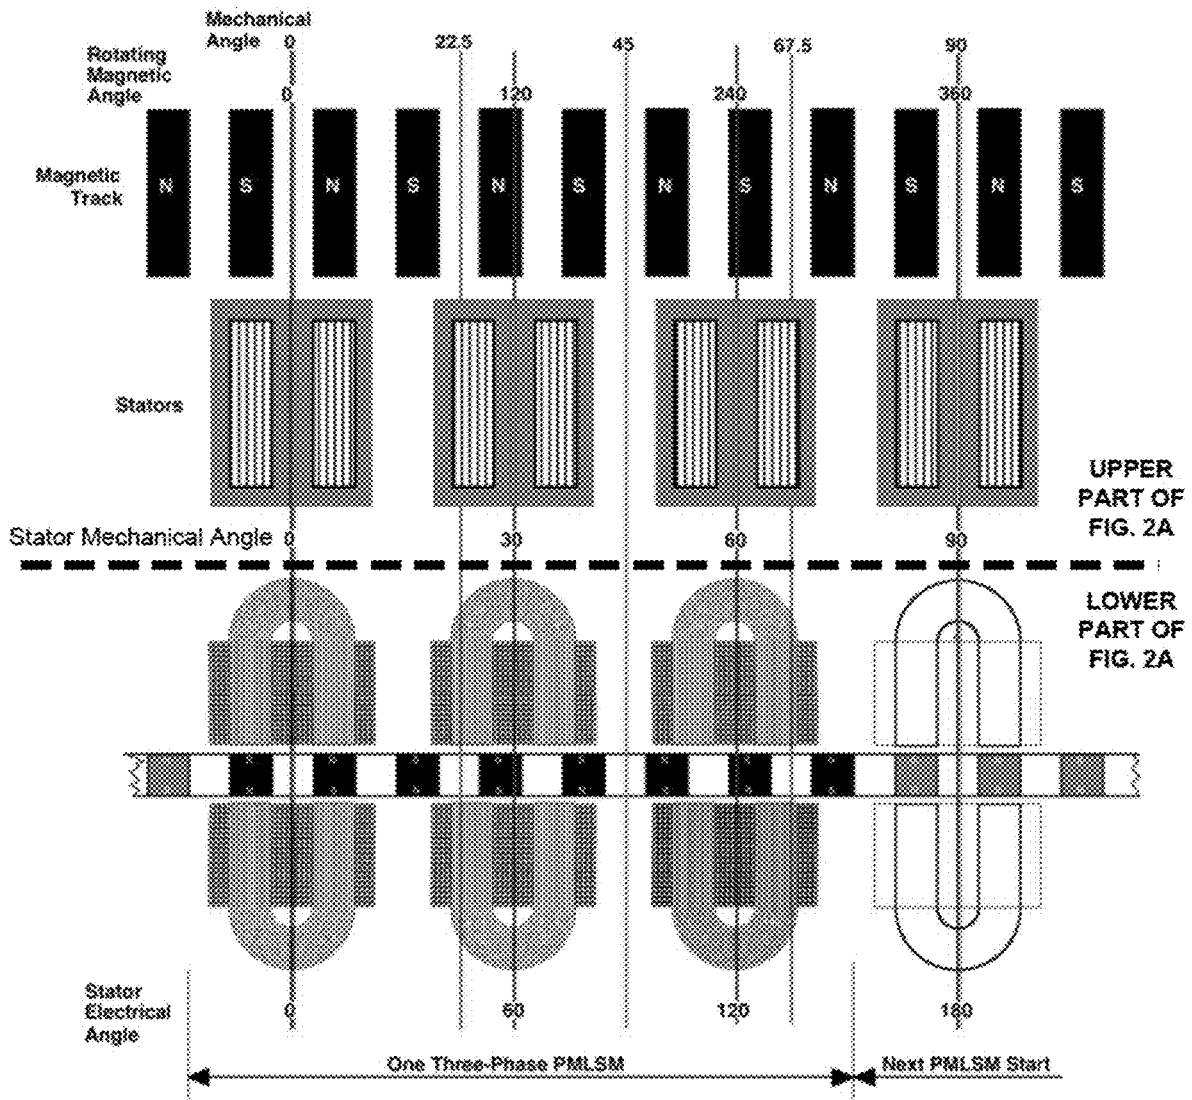 Mechanical
Angle 0 22.5 45 67.5 90
Rotating
Magnetic
Angle 0 120 240 360
Magnetic
Track
N S N S N S N S N S N S
Stators
UPPER
PART OF
FIG. 2A
Stator Mechanical Angle 0 30 60 90
LOWER
PART OF
FIG. 2A
Stator
Electrical
Angle 0 60 120 180
One Three-Phase PMLSM Next PMLSM Start